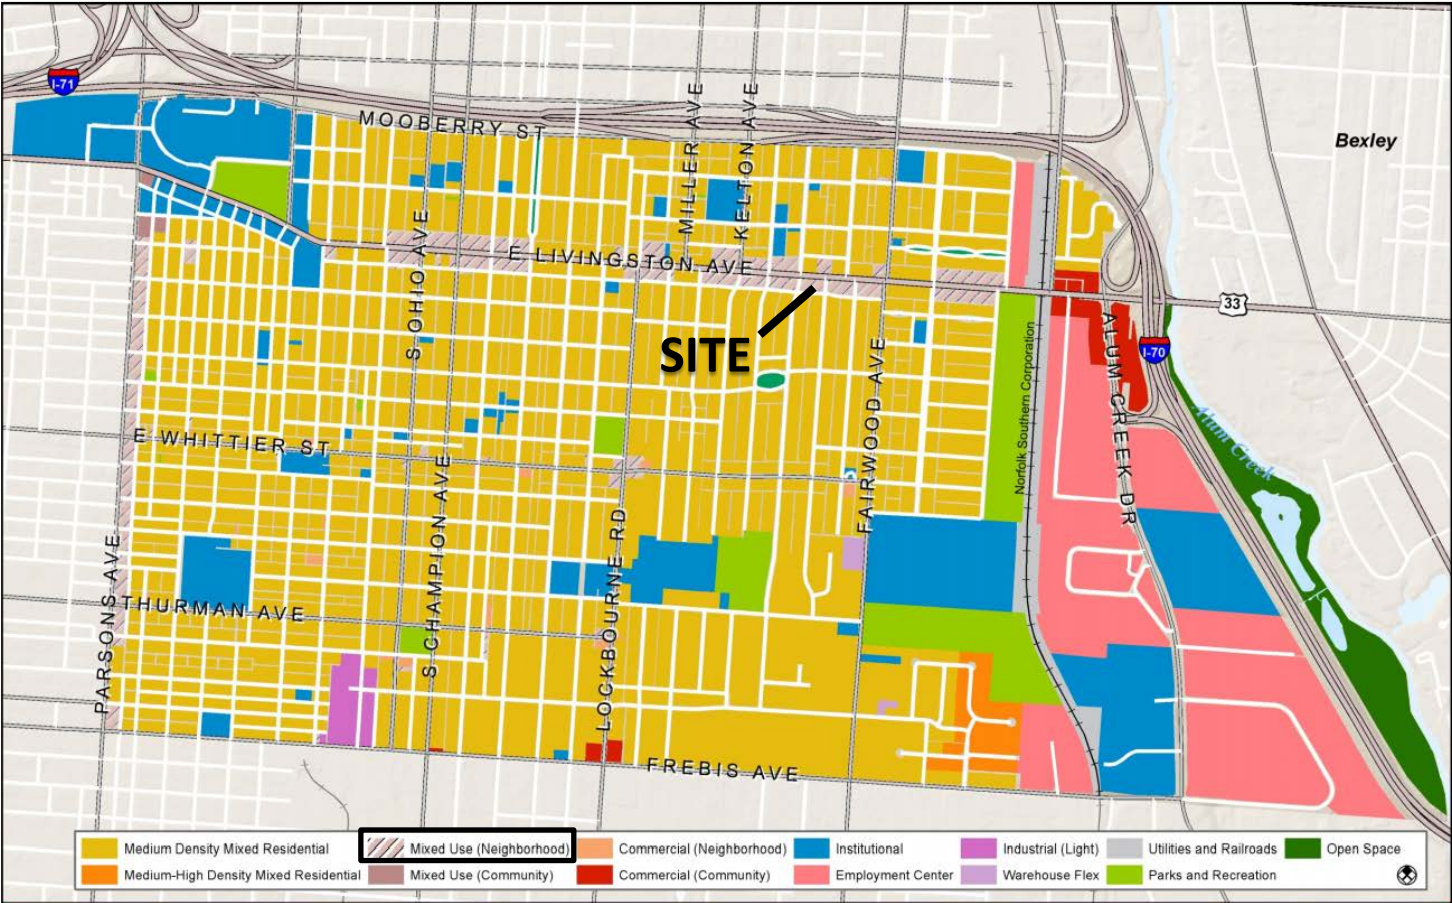 I-71
MOOBERRY ST
MILLER AVE
KELTON AVE
Bexley
S OHIO AVE
E LIVINGSTON AVE
33
SITE
I-70
ALUM CREEK DR
Norfolk Southern Corporation
FAIRWOOD AVE
Alum Creek
E WHITTIER ST
S CHAMPION AVE
LOCKBOURNE RD
PARSONS AVE
THURMAN AVE
FREBIS AVE
Medium Density Mixed Residential Mixed Use (Neighborhood) Commercial (Neighborhood) Institutional Industrial (Light) Utilities and Railroads Open Space
Medium-High Density Mixed Residential Mixed Use (Community) Commercial (Community) Employment Center Warehouse Flex Parks and Recreation